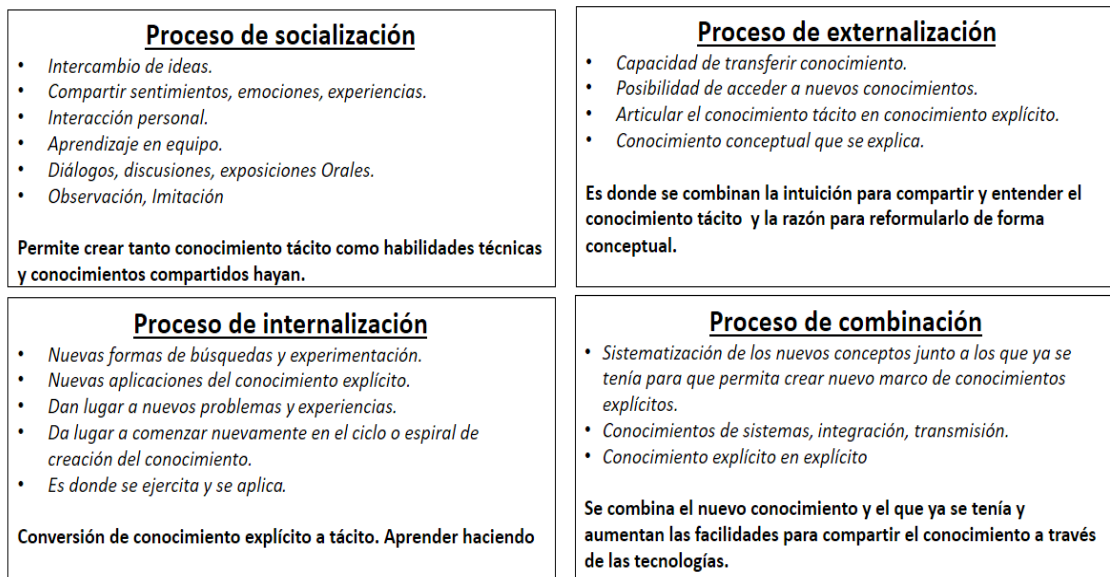 Proceso de socialización
• Intercambio de ideas.
• Compartir sentimientos, emociones, experiencias.
• Interacción personal.
• Aprendizaje en equipo.
• Diálogos, discusiones, exposiciones Orales.
• Observación, Imitación
Permite crear tanto conocimiento tácito como habilidades técnicas
y conocimientos compartidos hayan.
Proceso de externalización
• Capacidad de transferir conocimiento.
• Posibilidad de acceder a nuevos conocimientos.
• Articular el conocimiento tácito en conocimiento explícito.
• Conocimiento conceptual que se explica.
Es donde se combinan la intuición para compartir y entender el
conocimiento tácito y la razón para reformularlo de forma
conceptual.
Proceso de internalización
• Nuevas formas de búsquedas y experimentación.
• Nuevas aplicaciones del conocimiento explícito.
• Dan lugar a nuevos problemas y experiencias.
• Da lugar a comenzar nuevamente en el ciclo o espiral de
creación del conocimiento.
• Es donde se ejercita y se aplica.
Conversión de conocimiento explícito a tácito. Aprender haciendo
Proceso de combinación
• Sistematización de los nuevos conceptos junto a los que ya se
tenía para que permita crear nuevo marco de conocimientos
explícitos.
• Conocimientos de sistemas, integración, transmisión.
• Conocimiento explícito en explícito
Se combina el nuevo conocimiento y el que ya se tenía y
aumentan las facilidades para compartir el conocimiento a través
de las tecnologías.